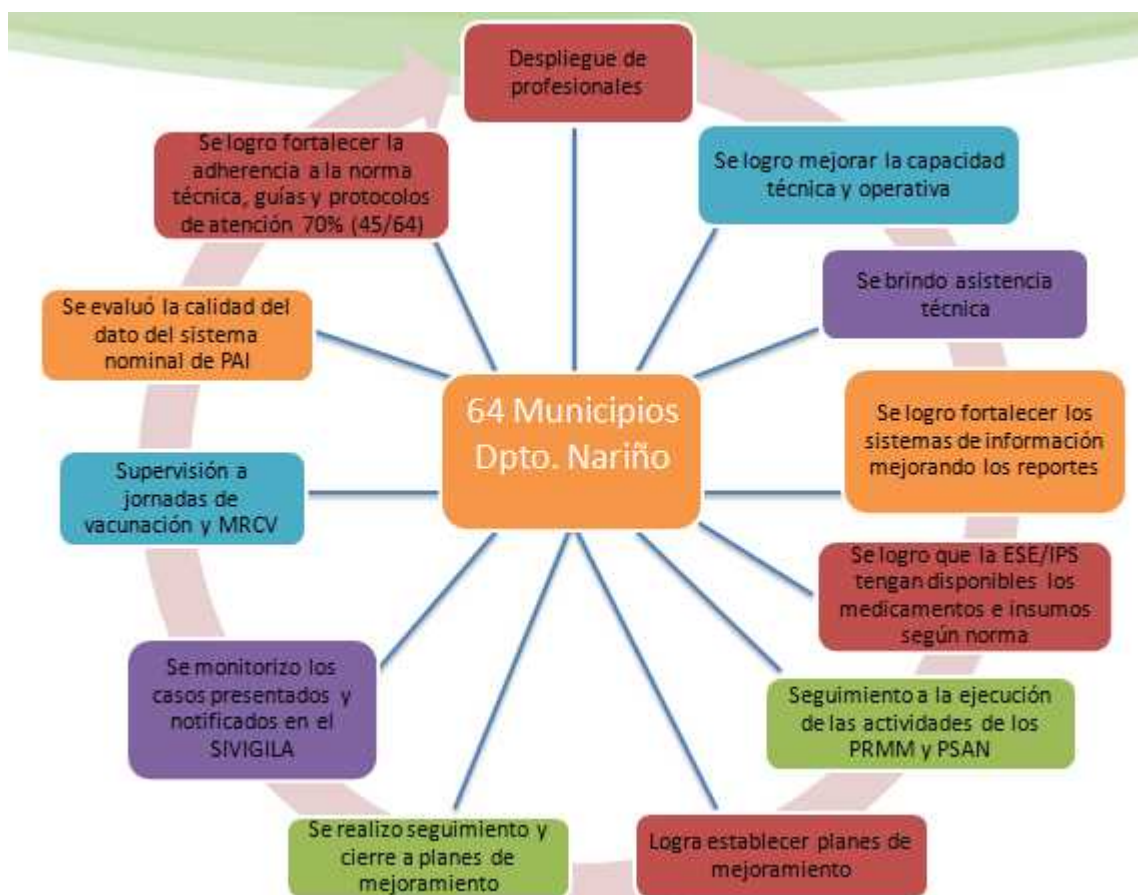 Despliegue de
profesionales
Se logro mejorar la capacidad
técnica y operativa
Se brindo asistencia
técnica
Se logro fortalecer los
sistemas de información
mejorando los reportes
Se logro que la ESE/IPS
tengan disponibles los
medicamentos e insumos
según norma
Seguimiento a la ejecución
de las actividades de los
PRMM y PSAN
Logra establecer planes de
mejoramiento
Se realizo seguimiento y
cierre a planes de
mejoramiento
Se monitorizo los
casos presentados y
notificados en el
SIVIGILA
Supervisión a
jornadas de
vacunación y MRCV
Se evaluó la calidad del
dato del sistema
nominal de PAI
Se logro fortalecer la
adherencia a la norma
técnica, guías y protocolos
de atención 70% (45/64)
64 Municipios
Dpto. Nariño